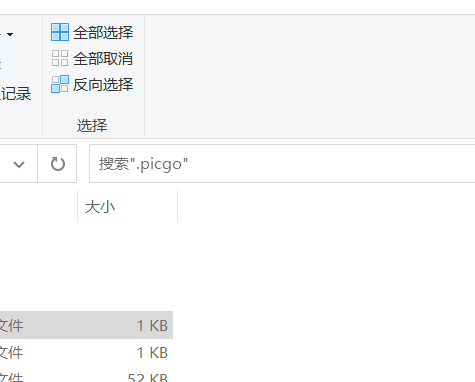 全部选择
全部取消
反向选择
记录
选择
搜索".picgo"
大小
文件 1 KB
文件 1 KB
文件 52 KB